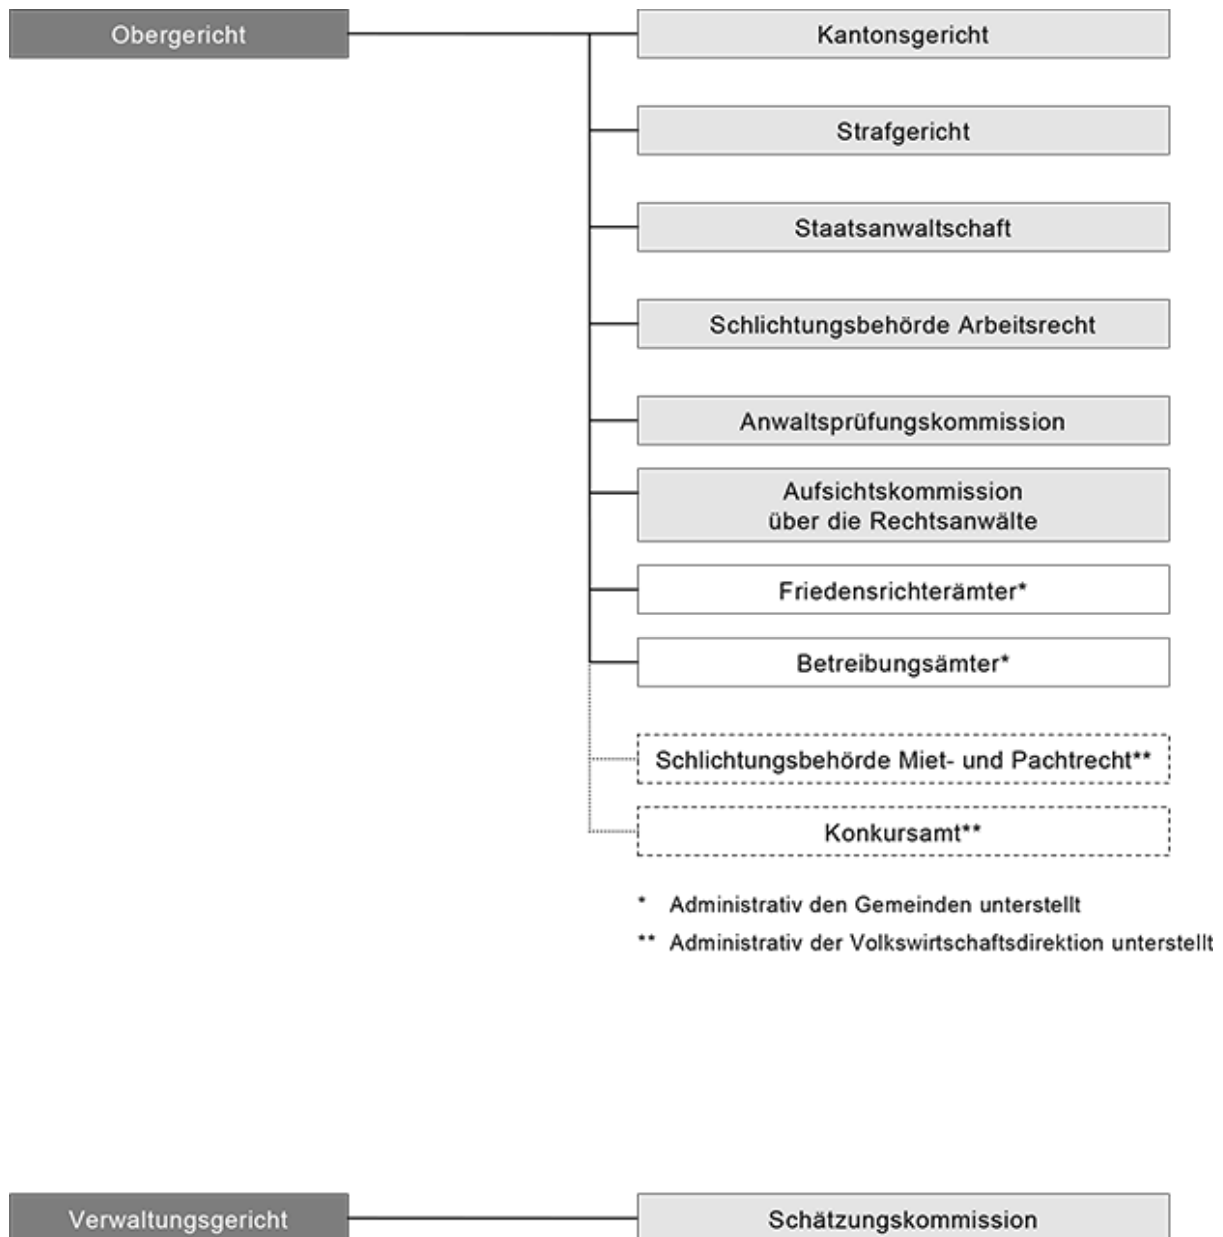 Obergericht
Kantonsgericht
Strafgericht
Staatsanwaltschaft
Schlichtungsbehörde Arbeitsrecht
Anwaltsprüfungskommission
Aufsichtskommission
über die Rechtsanwälte
Friedensrichterämter*
Betreibungsämter*
Schlichtungsbehörde Miet- und Pachtrecht**
Konkursamt**
* Administrativ den Gemeinden unterstellt
** Administrativ der Volkswirtschaftsdirektion unterstellt
Verwaltungsgericht
Schätzungskommission